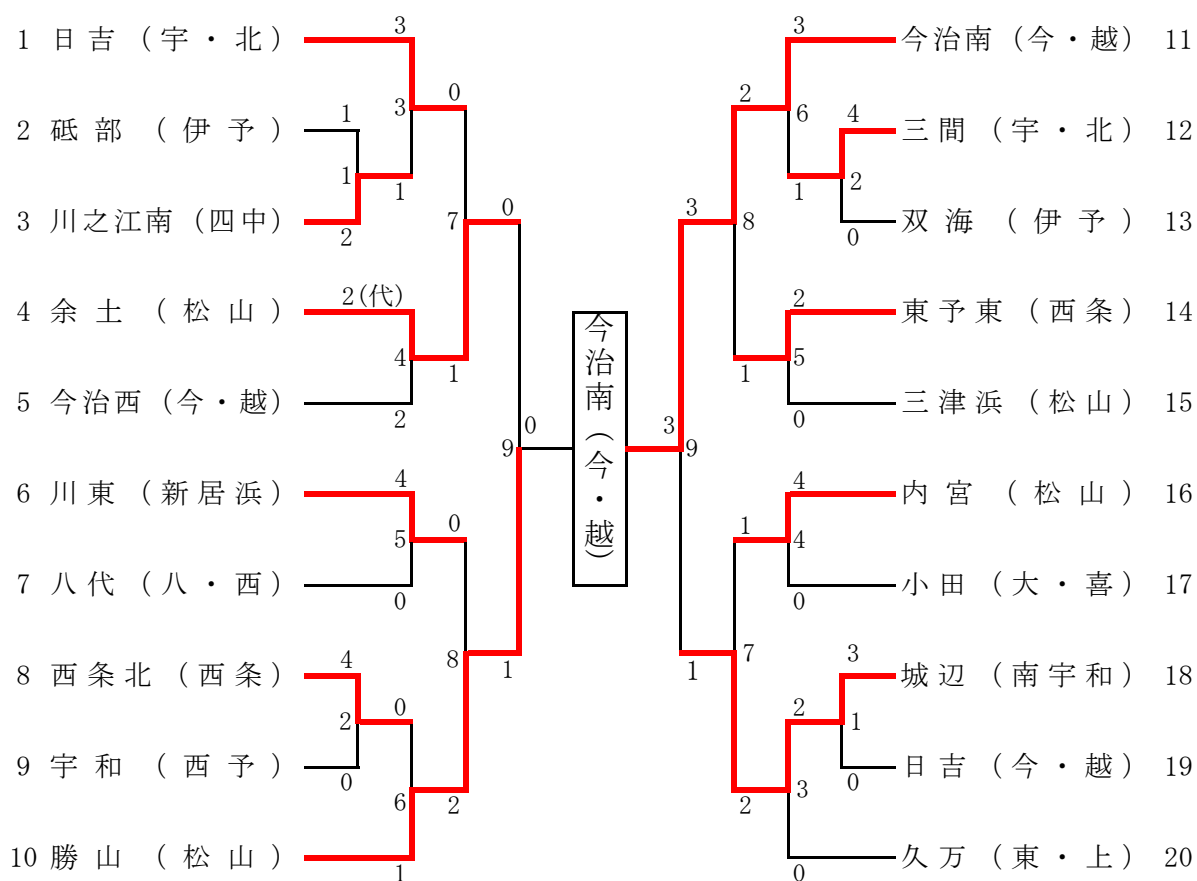 1 日吉 (宇・北) 3 3 今治南 (今・越) 11
0 2
2 砥部 (伊予) 1 3 6 4 三間 (宇・北) 12
1 1 1 2
3 川之江南 (四中) 2 7 0 3 8 0 双海 (伊予) 13
4 余土 (松山) 2(代) 2 東予東 (西条) 14
4 1 1 5
5 今治西 (今・越) 2 0 三津浜 (松山) 15
9 0 今治南(今・越) 3 9
6 川東 (新居浜) 4 4 内宮 (松山) 16
5 0 1 4
7 八代 (八・西) 0 0 小田 (大・喜) 17
8 西条北 (西条) 4 8 1 1 7 3 城辺 (南宇和) 18
2 0 2 1
9 宇和 (西予) 0 0 日吉 (今・越) 19
6 2 2 3
10 勝山 (松山) 1 0 久万 (東・上) 20